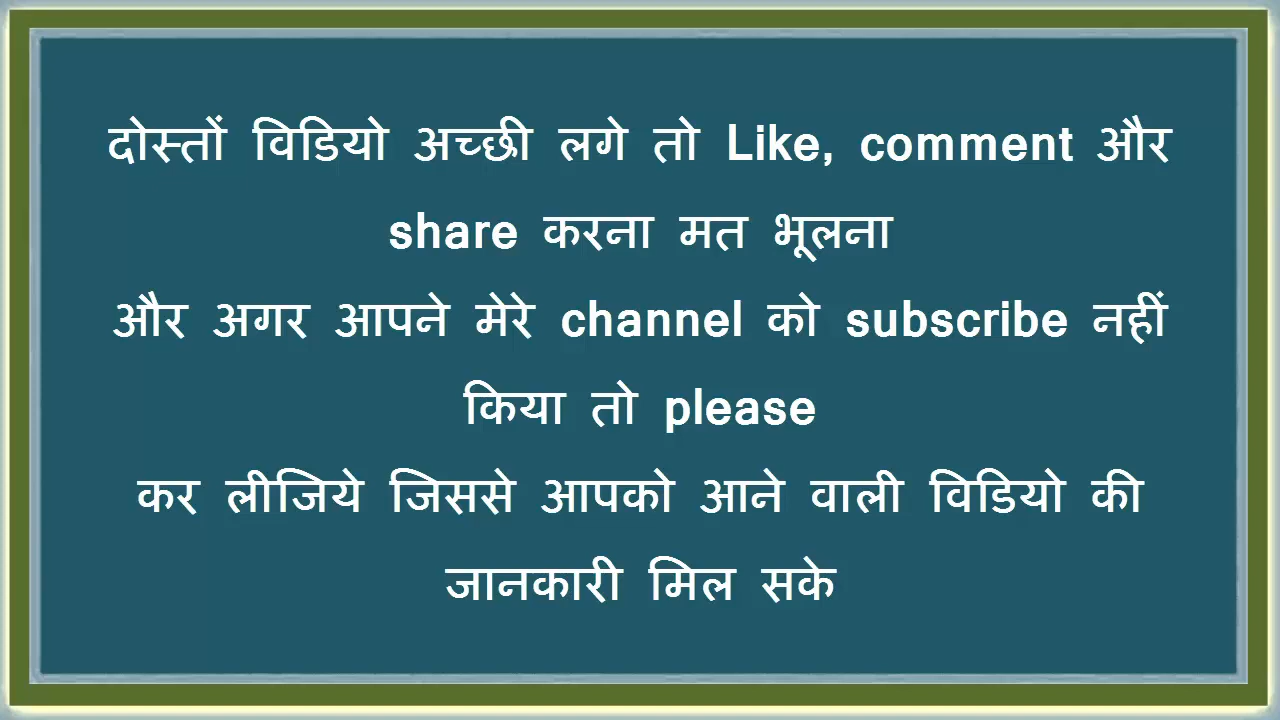 दोस्तों विडियो अच्छी लगे तो Like, comment और
share करना मत भूलना
और अगर आपने मेरे channel को subscribe नहीं
किया तो please
कर लीजिये जिससे आपको आने वाली विडियो की
जानकारी मिल सके